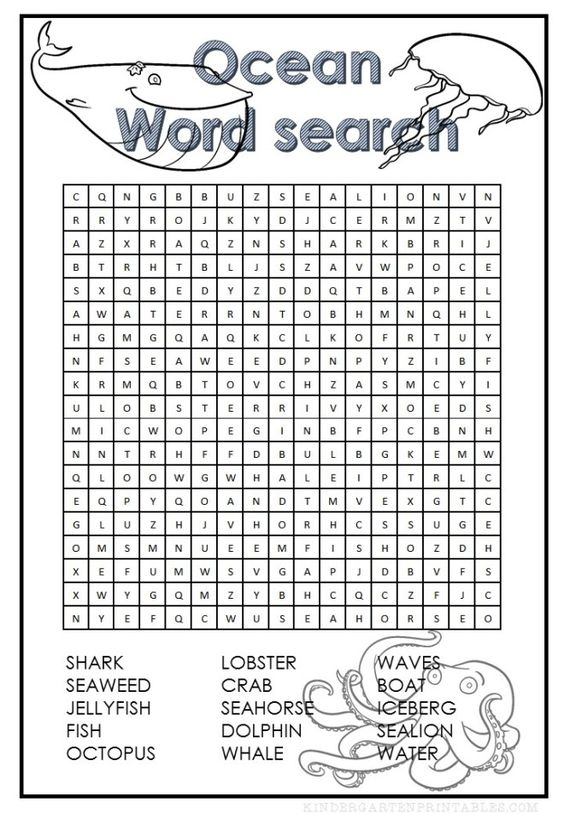 Ocean
Word search
C Q N G B B U Z S E A L I O N V N
R R Y R O J K Y D J C E R M Z T V
A Z X R A Q Z N S H A R K B R I J
B T R H T B L J S Z A V W P O C E
S X Q B E D Y Z D D Q T B A P E L
A W A T E R R N T O B H M N Q H L
H G M G Q A Q K C L K O F R T U Y
N F S E A W E E D P N P Y Z I B F
K R M Q B T O V C H Z A S M C Y I
U L O B S T E R R I V Y X O E D S
M I C W O P E G I N B F P C B N H
N N T R H F F D B U L B G K E M W
Q L O O W G W H A L E I P T R L C
E Q P Y Q O A N D T M V E X G T C
G L U Z H J V H O R H C S S U G E
O M S M N U E E M F I S H O Z D H
X E F U M W S V G A P J D B V F S
X W Y G Q M Z Y B H C Q C Z F J C
N Y E F Q C W U S E A H O R S E O
SHARK LOBSTER WAVES
SEAWEED CRAB BOAT
JELLYFISH SEAHORSE ICEBERG
FISH DOLPHIN SEALION
OCTOPUS WHALE WATER
KINDERGARTENPRINTABLES.COM